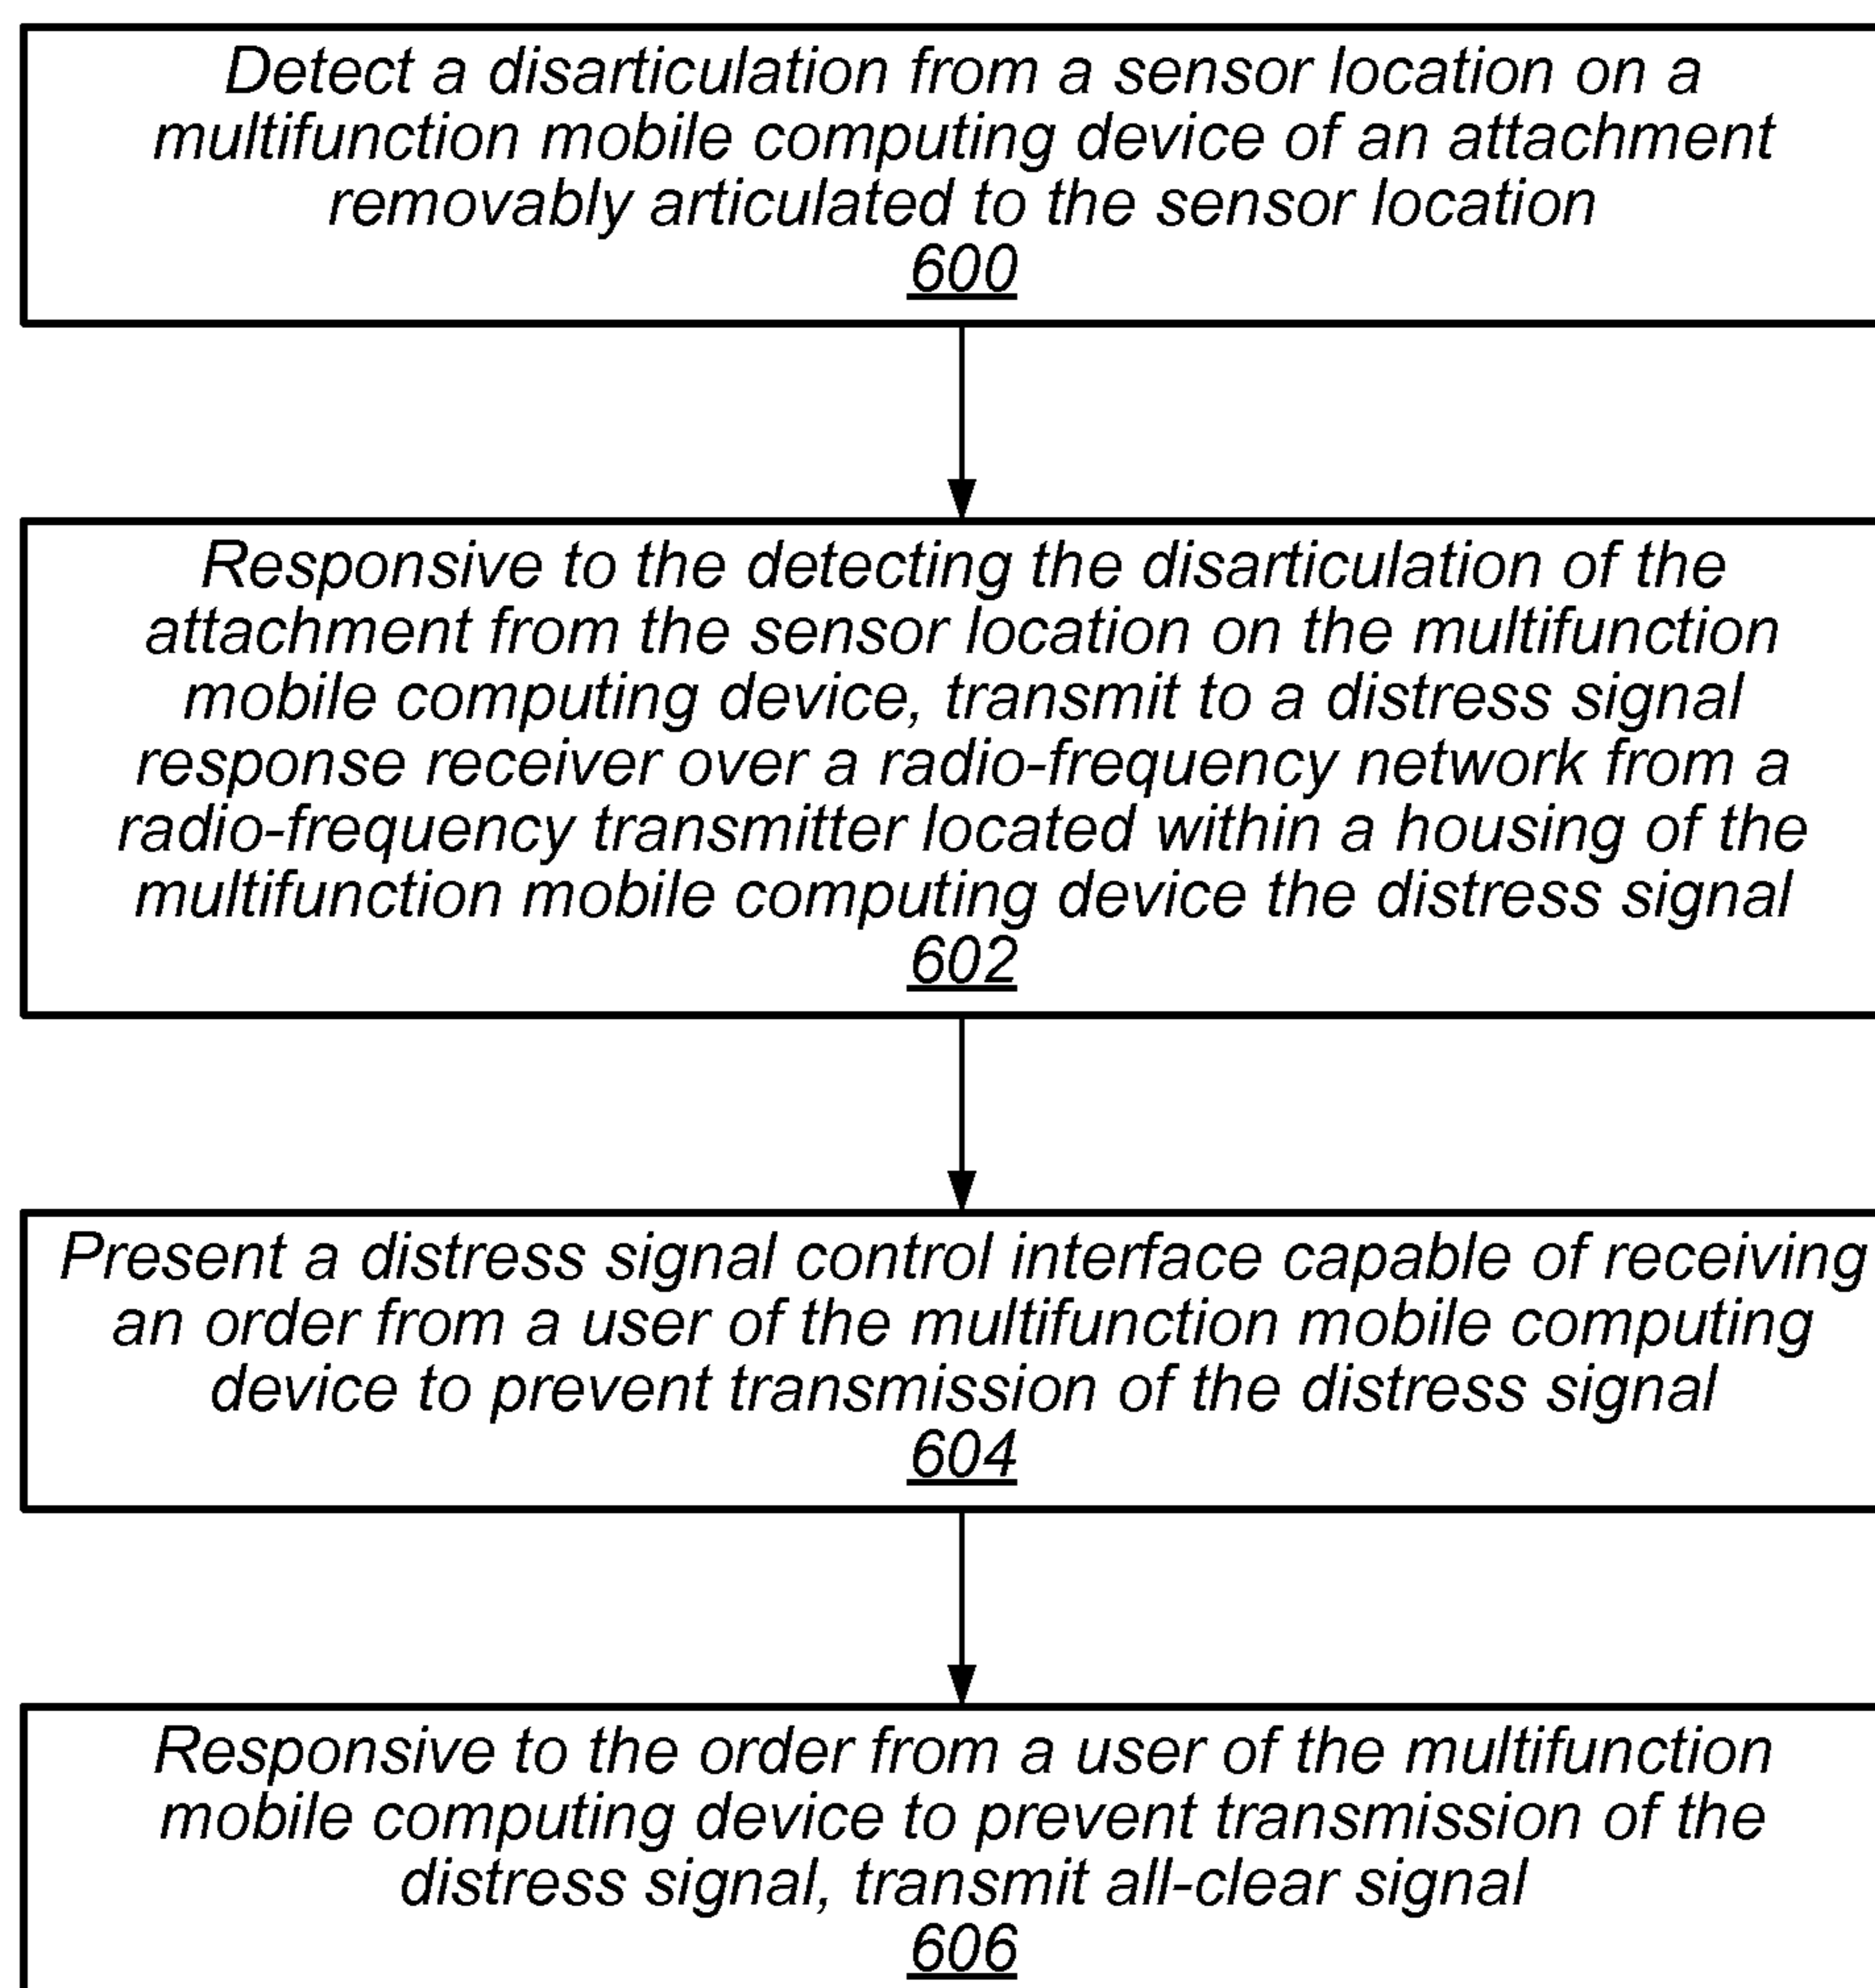 Detect a disarticulation from a sensor location on a
multifunction mobile computing device of an attachment
removably articulated to the sensor location
600
Responsive to the detecting the disarticulation of the
attachment from the sensor location on the multifunction
mobile computing device, transmit to a distress signal
response receiver over a radio-frequency network from a
radio-frequency transmitter located within a housing of the
multifunction mobile computing device the distress signal
602
Present a distress signal control interface capable of receiving
an order from a user of the multifunction mobile computing
device to prevent transmission of the distress signal
604
Responsive to the order from a user of the multifunction
mobile computing device to prevent transmission of the
distress signal, transmit all-clear signal
606